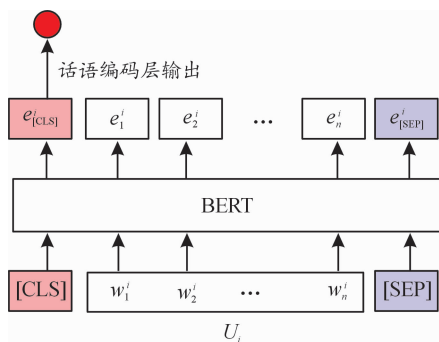 话语编码层输出
e^i_[CLS] e^i_1 e^i_2 ... e^i_n e^i_[SEP]
BERT
[CLS] w^i_1 w^i_2 ... w^i_n [SEP]
U_i